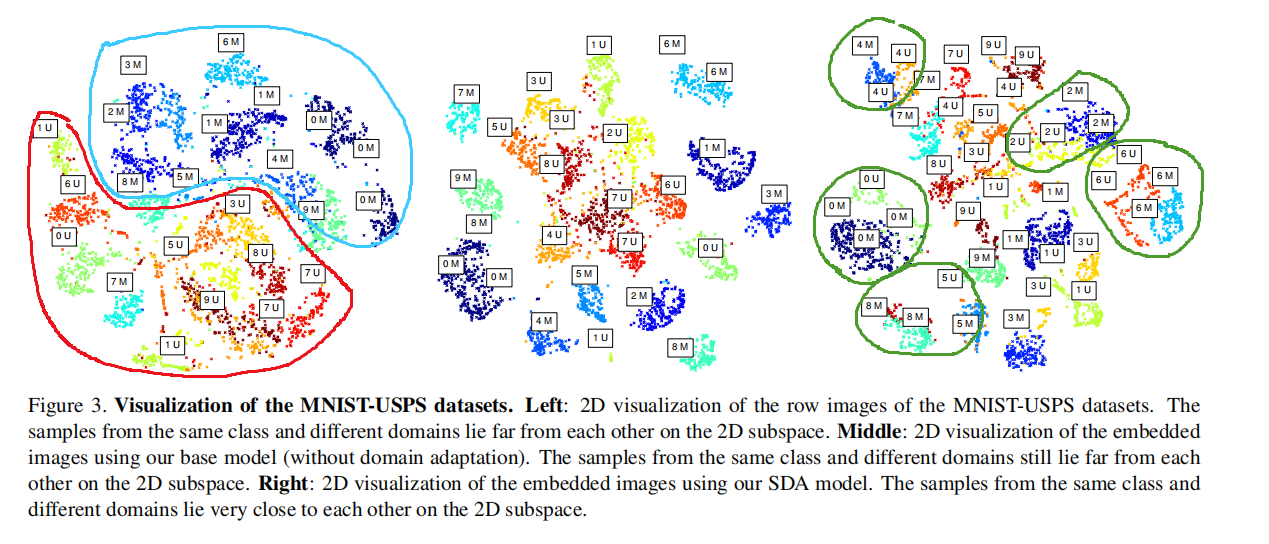 6 M
3 M
2 M
1 M
1 M
0 M
0 M
1 U
8 M
5 M
4 M
6 U
0 M
3 U
9 M
0 U
5 U
8 U
7 M
7 U
9 U
7 U
1 U
1 U
6 M
6 M
7 M
3 U
3 U
5 U
2 U
8 U
1 M
9 M
7 U
6 U
3 M
8 M
4 U
7 U
0 U
0 M
0 M
5 M
2 M
4 M
1 U
8 M
4 M
4 U
7 U
9 U
9 U
7 M
4 U
4 U
2 M
4 U
7 M
5 U
2 U
2 M
2 U
3 U
8 U
6 U
0 U
1 U
1 M
6 U
6 M
0 M
0 M
9 U
6 M
0 M
1 M
1 U
3 U
9 M
5 U
3 U
1 U
8 M
8 M
5 M
3 M
Figure 3. Visualization of the MNIST-USPS datasets. Left: 2D visualization of the row images of the MNIST-USPS datasets. The
samples from the same class and different domains lie far from each other on the 2D subspace. Middle: 2D visualization of the embedded
images using our base model (without domain adaptation). The samples from the same class and different domains still lie far from each
other on the 2D subspace. Right: 2D visualization of the embedded images using our SDA model. The samples from the same class and
different domains lie very close to each other on the 2D subspace.